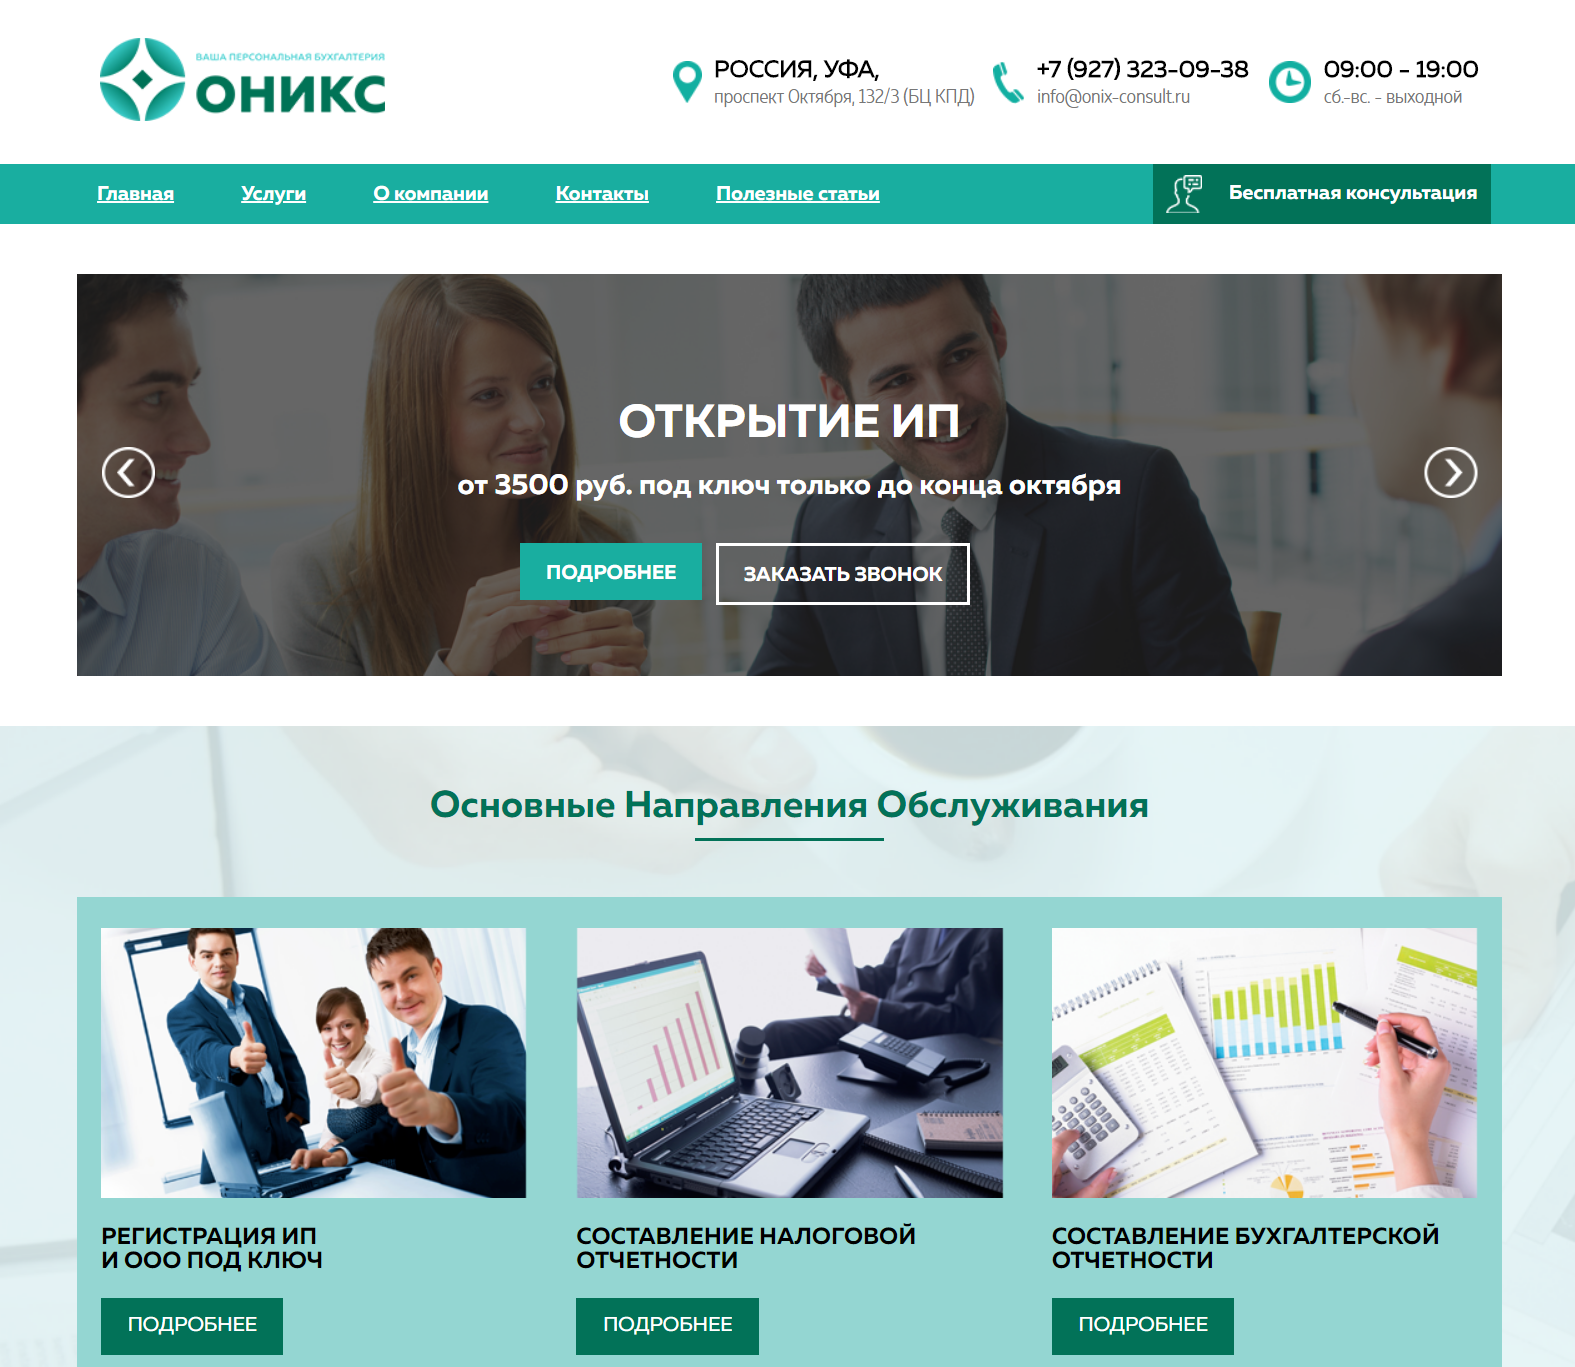 ВАША ПЕРСОНАЛЬНАЯ БУХГАЛТЕРИЯ
ОНИКС
РОССИЯ, УФА,
проспект Октября, 132/3 (БЦ КПД)
+7 (927) 323-09-38
info@onix-consult.ru
09:00 - 19:00
сб.-вс. - выходной
Главная
Услуги
О компании
Контакты
Полезные статьи
Бесплатная консультация
ОТКРЫТИЕ ИП
от 3500 руб. под ключ только до конца октября
ПОДРОБНЕЕ
ЗАКАЗАТЬ ЗВОНОК
Основные Направления Обслуживания
РЕГИСТРАЦИЯ ИП
И ООО ПОД КЛЮЧ
ПОДРОБНЕЕ
СОСТАВЛЕНИЕ НАЛОГОВОЙ
ОТЧЕТНОСТИ
ПОДРОБНЕЕ
СОСТАВЛЕНИЕ БУХГАЛТЕРСКОЙ
ОТЧЕТНОСТИ
ПОДРОБНЕЕ